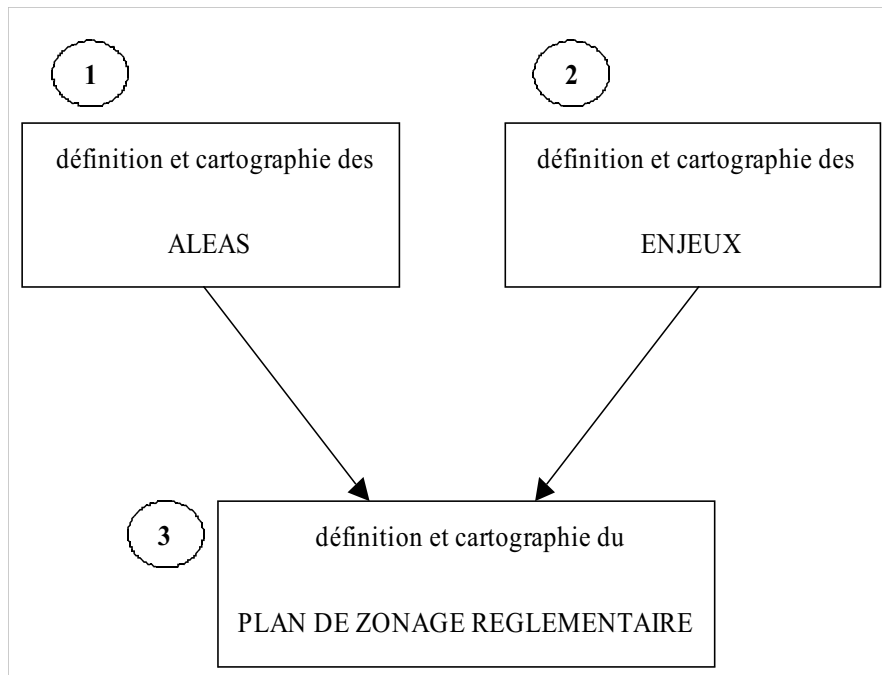 1
définition et cartographie des
ALEAS
2
définition et cartographie des
ENJEUX
3
définition et cartographie du
PLAN DE ZONAGE REGLEMENTAIRE